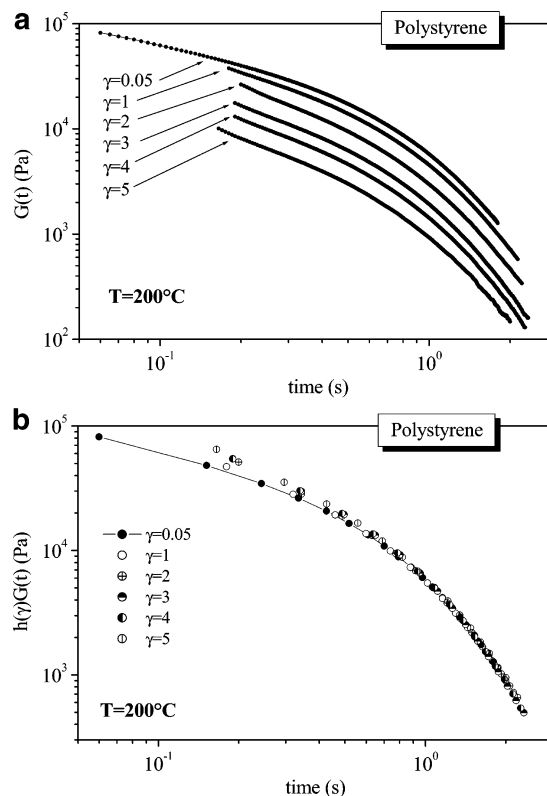 a
Polystyrene
10^5
10^4
10^3
10^2
G(t) (Pa)
γ=0.05
γ=1
γ=2
γ=3
γ=4
γ=5
T=200°C
10^-1
10^0
time (s)
b
Polystyrene
10^5
10^4
10^3
h(γ)G(t) (Pa)
γ=0.05
γ=1
γ=2
γ=3
γ=4
γ=5
T=200°C
10^-1
10^0
time (s)